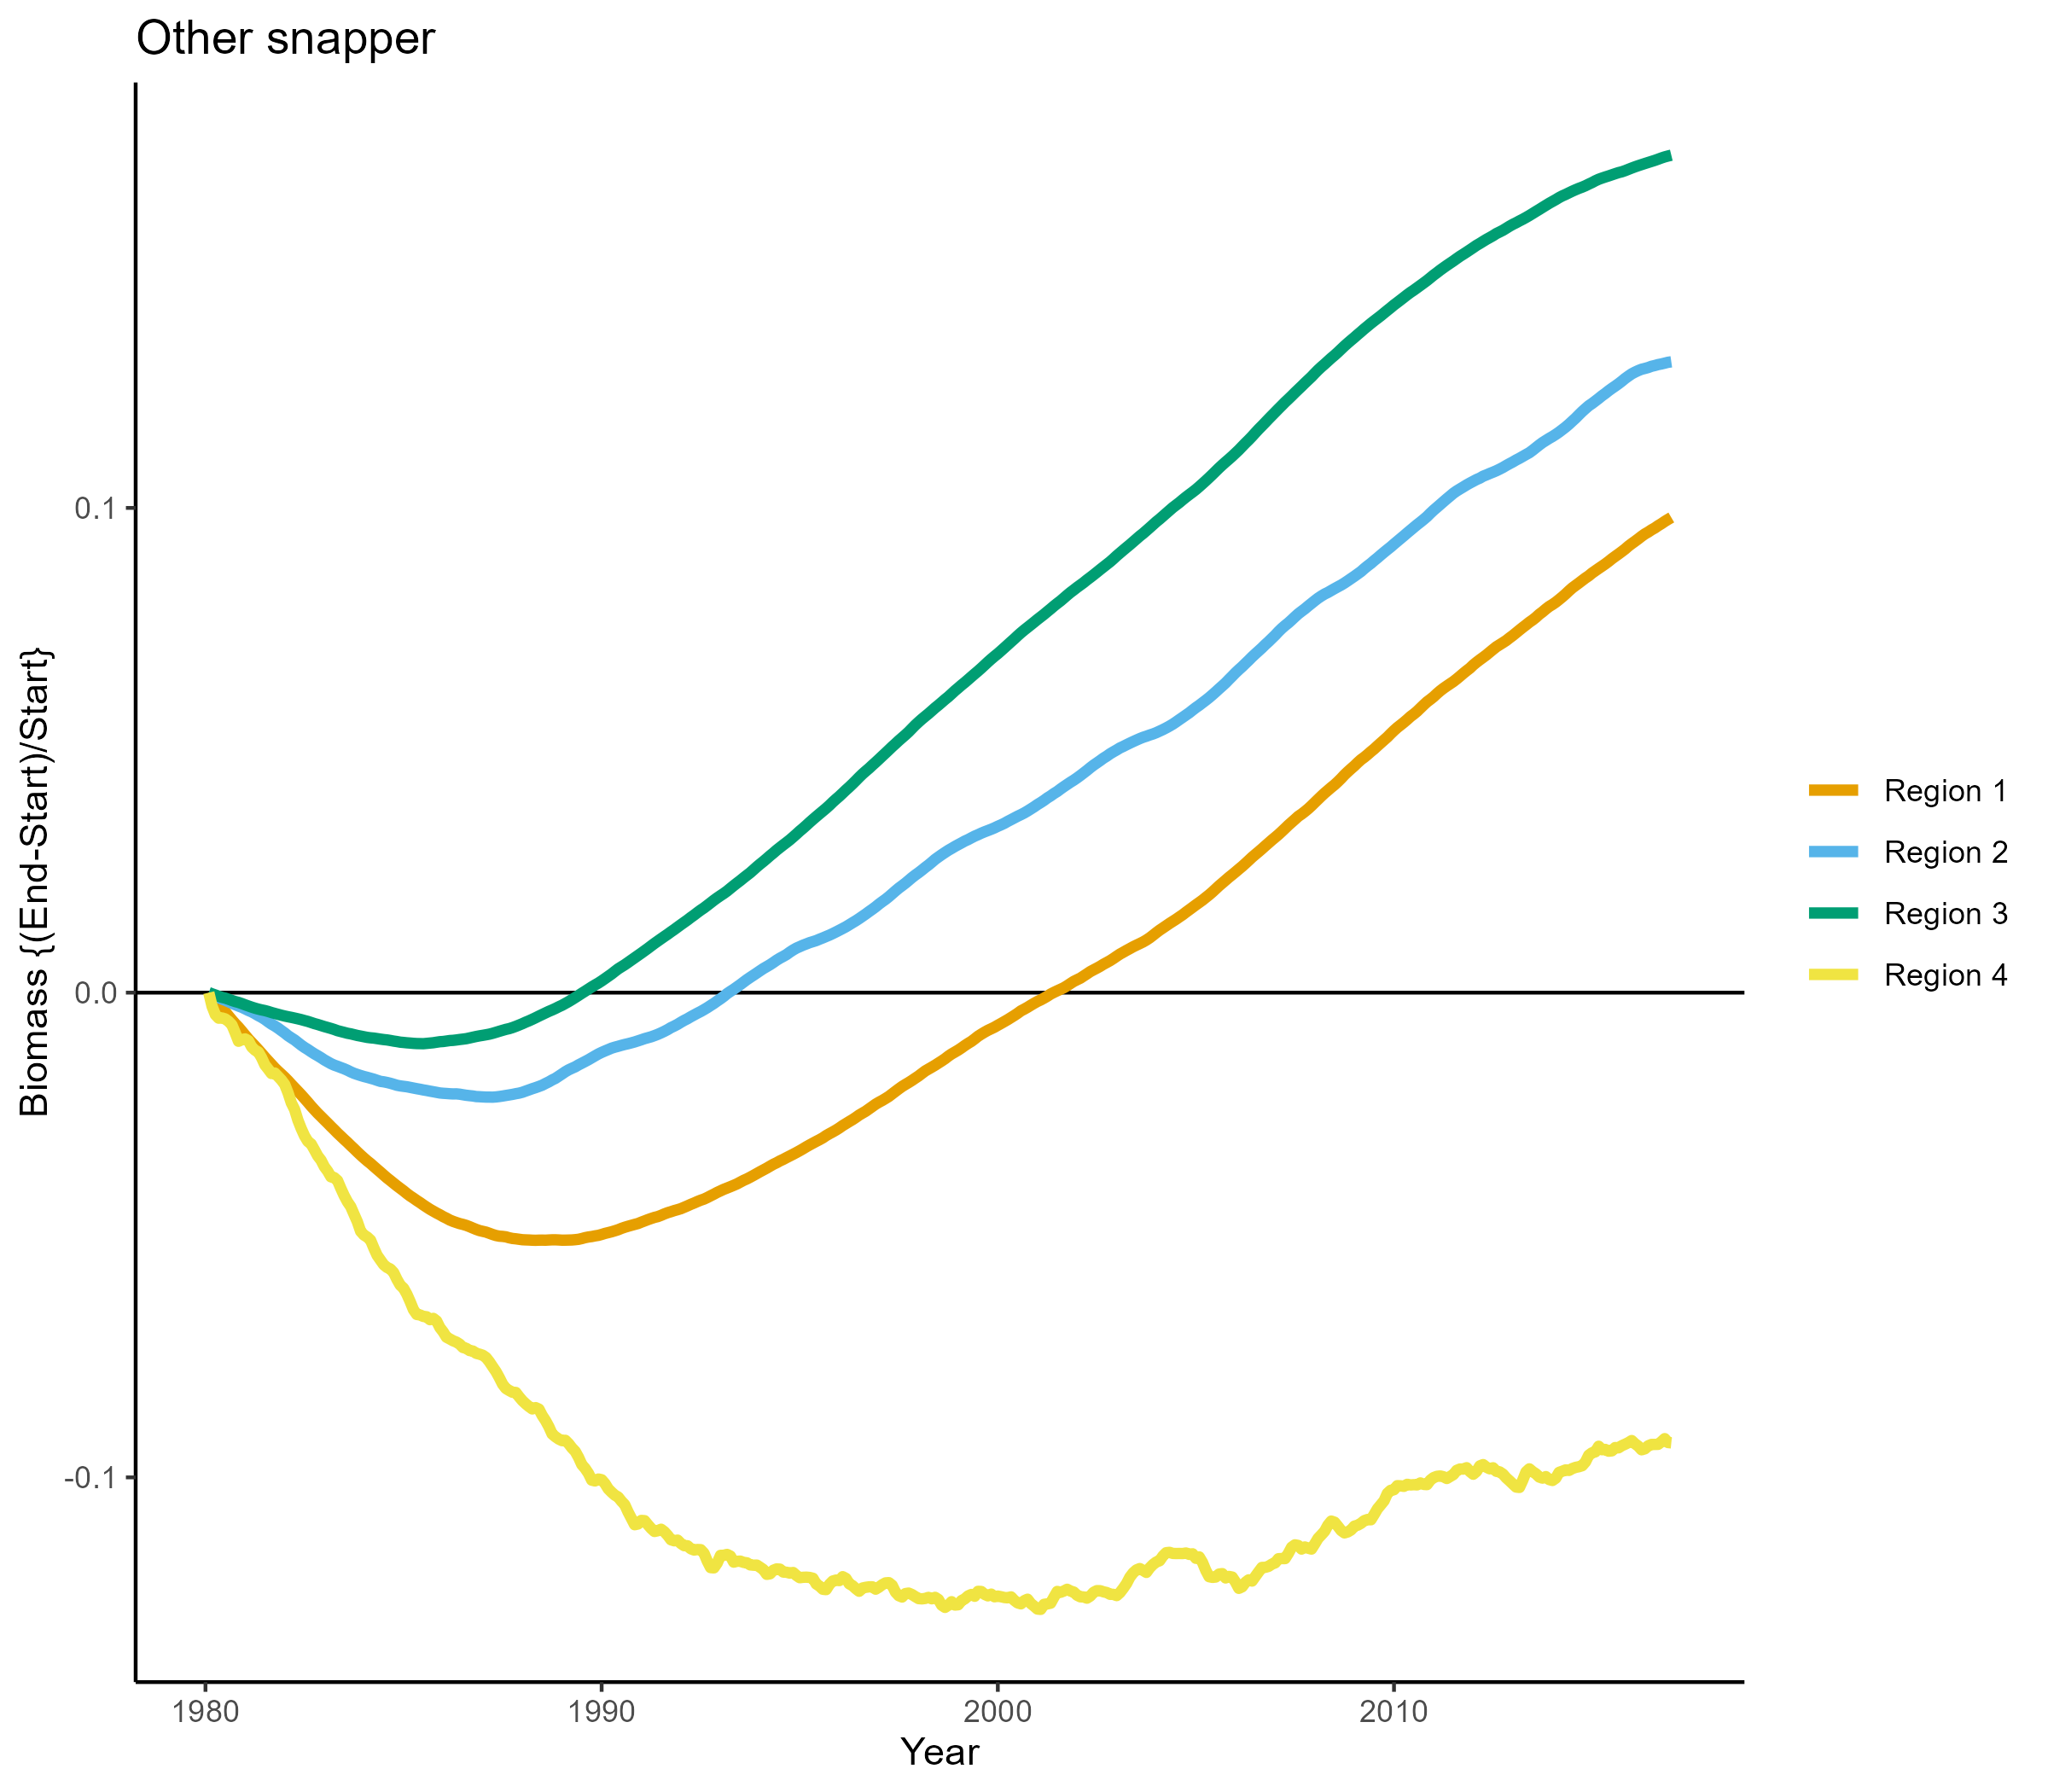 Other snapper
Biomass {(End-Start)/Start}
0.1
0.0
-0.1
1980
1990
2000
2010
Year
Region 1
Region 2
Region 3
Region 4